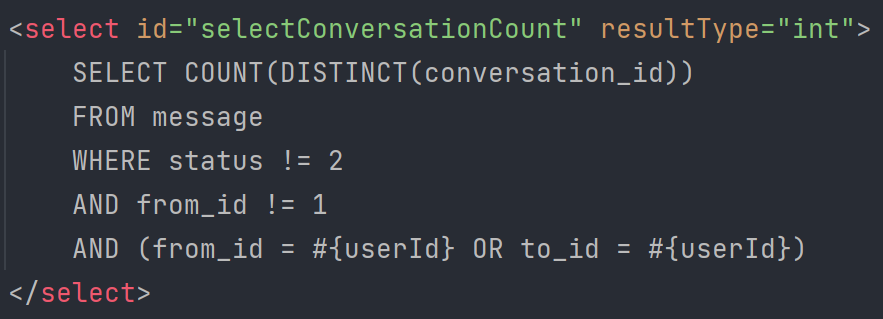 <select id="selectConversationCount" resultType="int">
    SELECT COUNT(DISTINCT(conversation_id))
    FROM message
    WHERE status != 2
    AND from_id != 1
    AND (from_id = #{userId} OR to_id = #{userId})
</select>